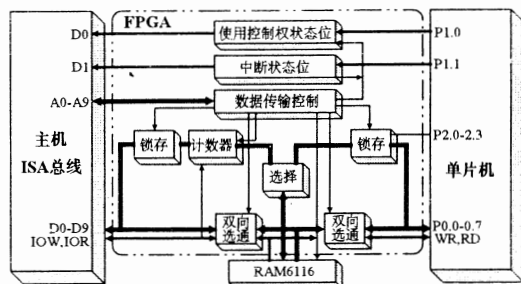 FPGA
D0 使用控制权状态位 P1.0
D1 中断状态位 P1.1
A0-A9 数据传输控制
主机
ISA总线
锁存 计数器 锁存 P2.0-2.3
选择
单片机
D0-D9 双向选通 双向选通 P0.0-0.7
IOW,IOR WR,RD
RAM6116